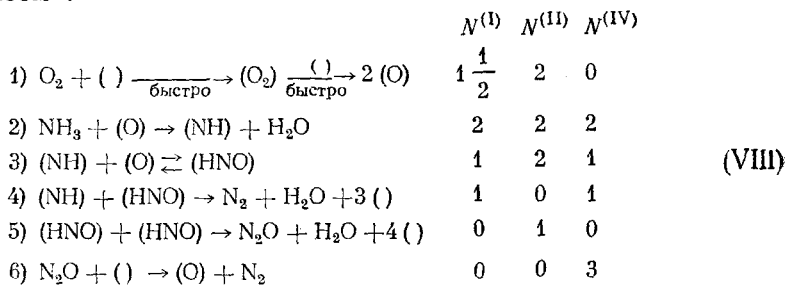 N^(I) N^(II) N^(IV)
1) O₂ + ( ) ⟶ (быстро) (O₂) ⟶ ( ) (быстро) 2 (O) 1 1/2 2 0
2) NH₃ + (O) → (NH) + H₂O 2 2 2
3) (NH) + (O) ⇄ (HNO) 1 2 1 (VIII)
4) (NH) + (HNO) → N₂ + H₂O +3 ( ) 1 0 1
5) (HNO) + (HNO) → N₂O + H₂O +4 ( ) 0 1 0
6) N₂O + ( ) → (O) + N₂ 0 0 3